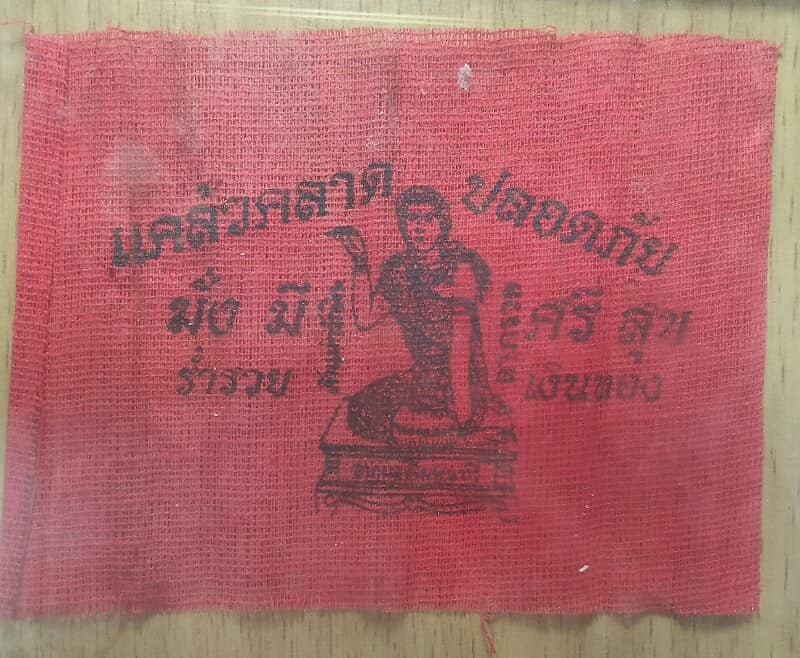 แคล้วคลาด ปลอดภัย
มั่ง มี ศรี สุข
ร่ำรวย เงินทอง